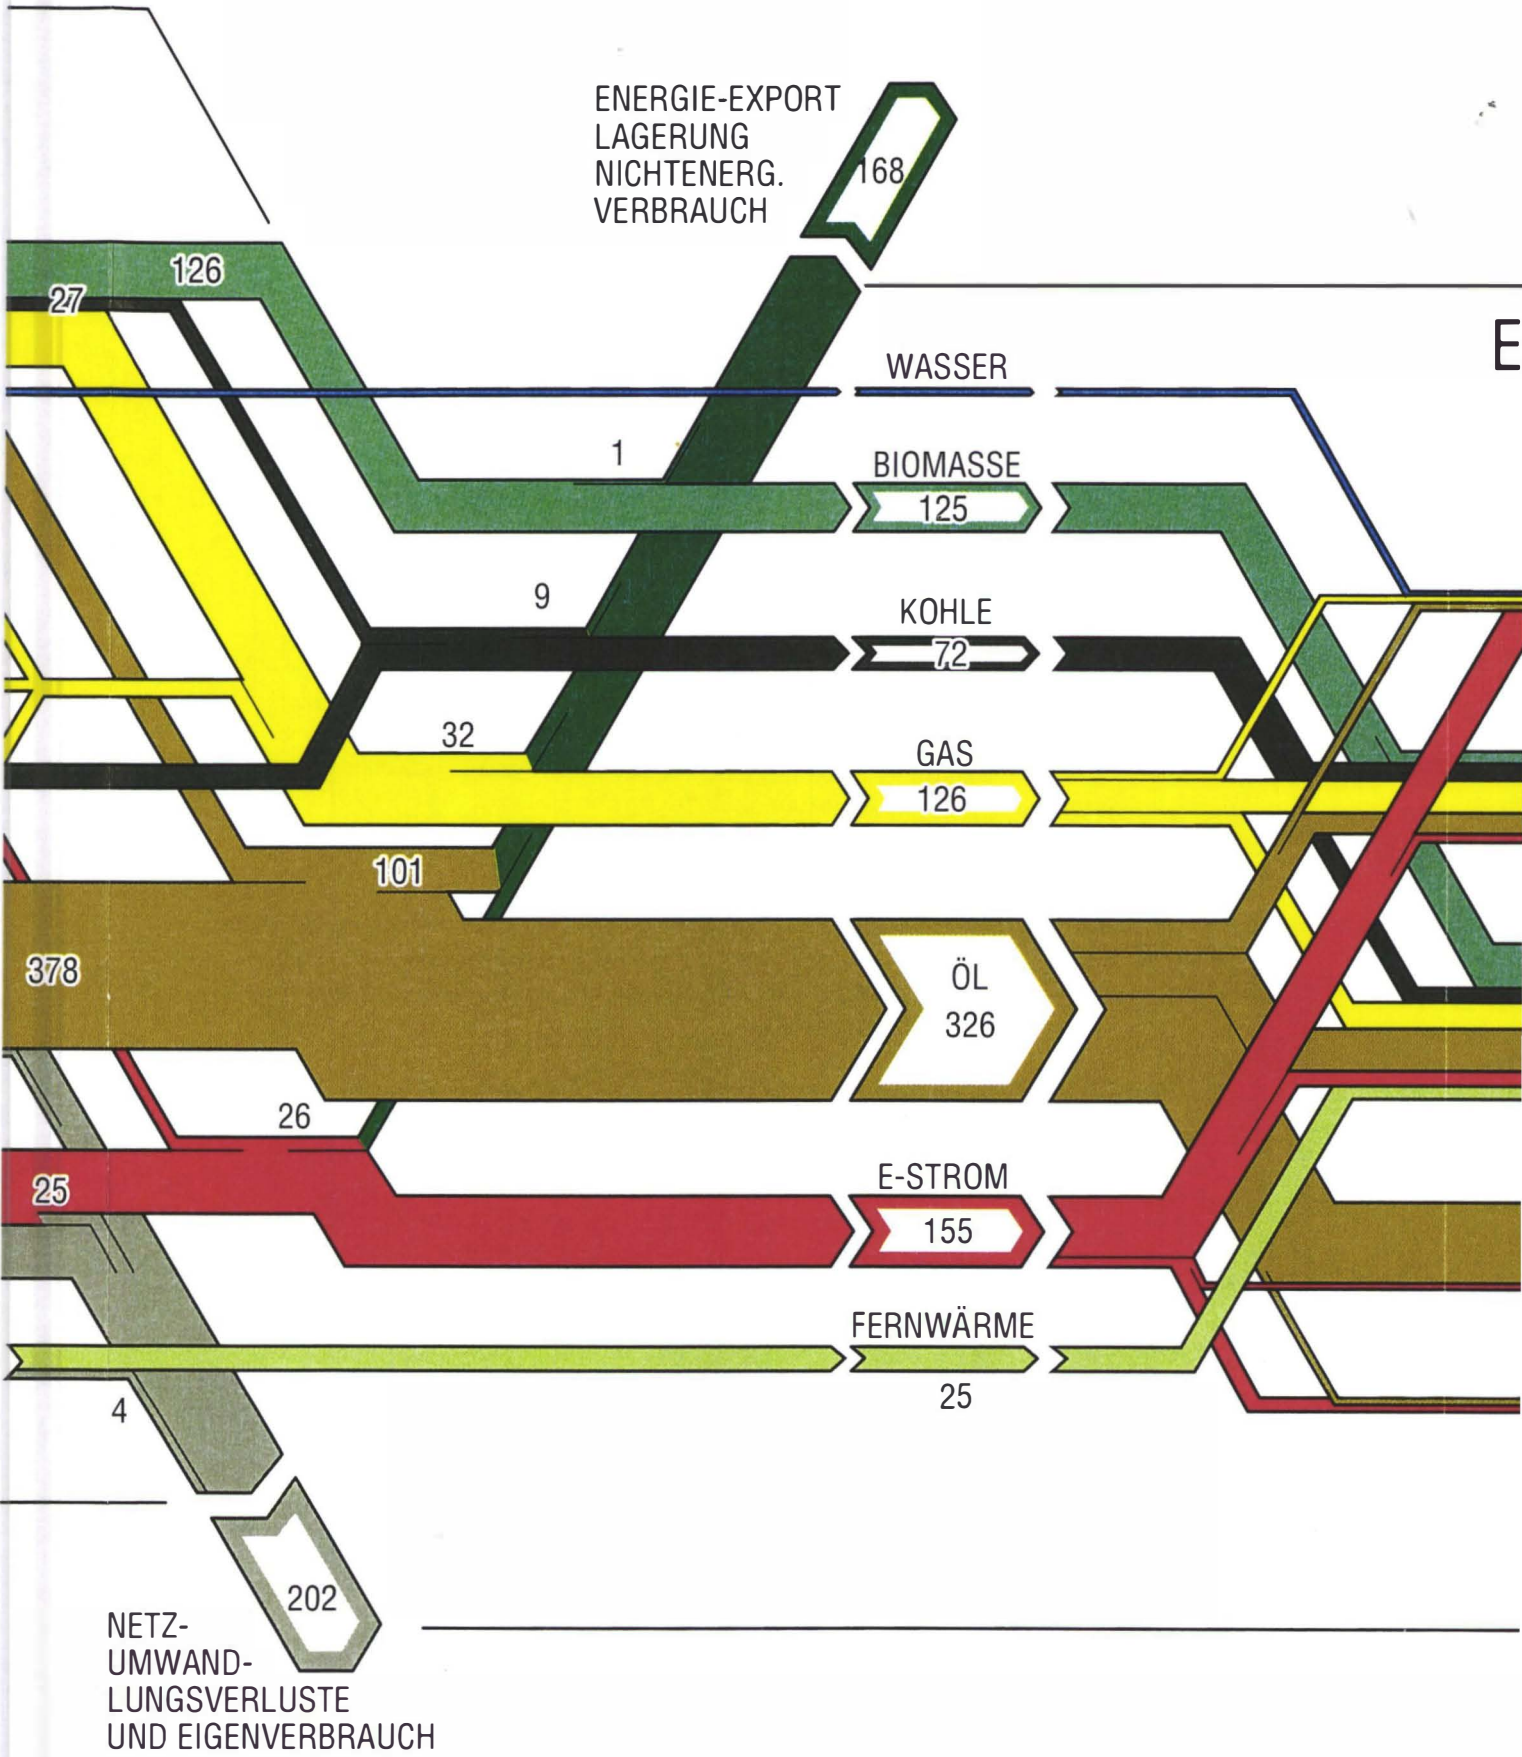 ENERGIE-EXPORT
LAGERUNG
NICHTENERG.
VERBRAUCH
168
126
27
E
WASSER
1
BIOMASSE
125
9
KOHLE
72
32
GAS
126
101
378
ÖL
326
26
25
E-STROM
155
FERNWÄRME
25
4
202
NETZ-
UMWAND-
LUNGSVERLUSTE
UND EIGENVERBRAUCH